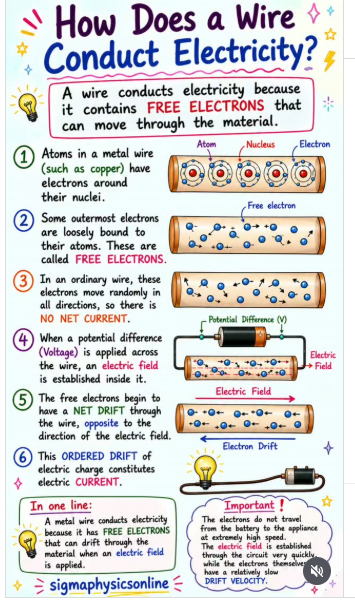 How Does a Wire
Conduct Electricity?
A wire conducts electricity because
it contains FREE ELECTRONS that
can move through the material.
1 Atoms in a metal wire
(such as copper) have
electrons around
their nuclei.
Atom Nucleus Electron
2 Some outermost electrons
are loosely bound to
their atoms. These are
called FREE ELECTRONS.
Free electron
3 In an ordinary wire, these
electrons move randomly in
all directions, so there is
NO NET CURRENT.
4 When a potential difference
(Voltage) is applied across
the wire, an electric field
is established inside it.
Potential Difference (V)
Electric
Field
5 The free electrons begin to
have a NET DRIFT through
the wire, opposite to the
direction of the electric field.
Electric Field
Electron Drift
6 This ORDERED DRIFT of
electric charge constitutes
electric CURRENT.
In one line:
A metal wire conducts electricity
because it has FREE ELECTRONS
that can drift through the
material when an electric field
is applied.
Important !
The electrons do not travel
from the battery to the appliance
at extremely high speed.
The electric field is established
through the circuit very quickly,
while the electrons themselves
have a relatively slow
DRIFT VELOCITY.
sigmaphysicsonline